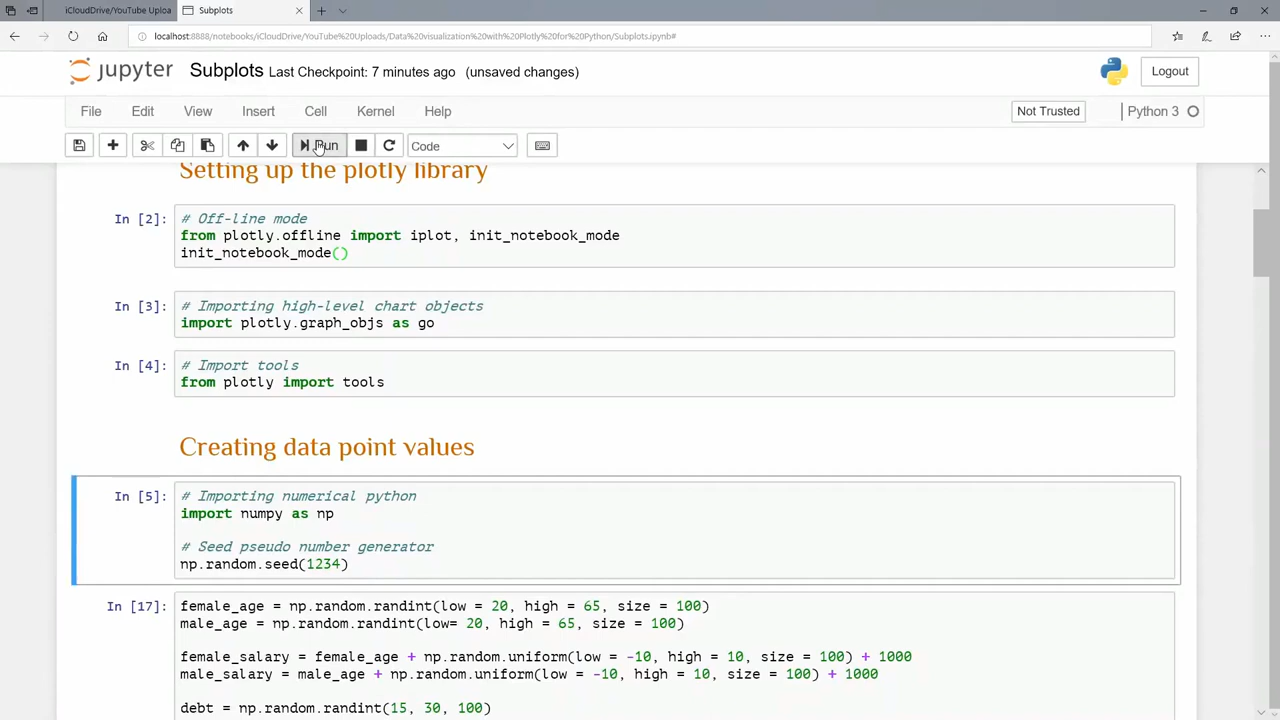 iCloudDrive/YouTube Uploa
Subplots
localhost:8888/notebooks/iCloudDrive/YouTube%20Uploads/Data%20visualization%20with%20Plotly%20for%20Python/Subplots.ipynb#
jupyter Subplots Last Checkpoint: 7 minutes ago (unsaved changes)
Logout
File Edit View Insert Cell Kernel Help
Not Trusted Python 3
Run Code
Setting up the plotly library
In [2]: # Off-line mode
from plotly.offline import iplot, init_notebook_mode
init_notebook_mode()
In [3]: # Importing high-level chart objects
import plotly.graph_objs as go
In [4]: # Import tools
from plotly import tools
Creating data point values
In [5]: # Importing numerical python
import numpy as np
# Seed pseudo number generator
np.random.seed(1234)
In [17]: female_age = np.random.randint(low = 20, high = 65, size = 100)
male_age = np.random.randint(low= 20, high = 65, size = 100)
female_salary = female_age + np.random.uniform(low = -10, high = 10, size = 100) + 1000
male_salary = male_age + np.random.uniform(low = -10, high = 10, size = 100) + 1000
debt = np.random.randint(15, 30, 100)